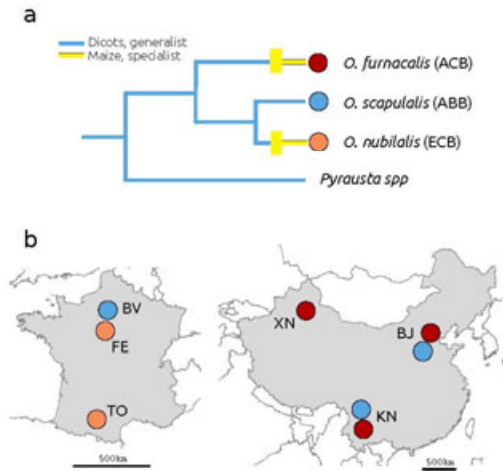 a
Dicots, generalist
Maize, specialist
O. furnacalis (ACB)
O. scapulalis (ABB)
O. nubilalis (ECB)
Pyrausta spp
b
BV
FE
TO
500km
XN
BJ
KN
500km